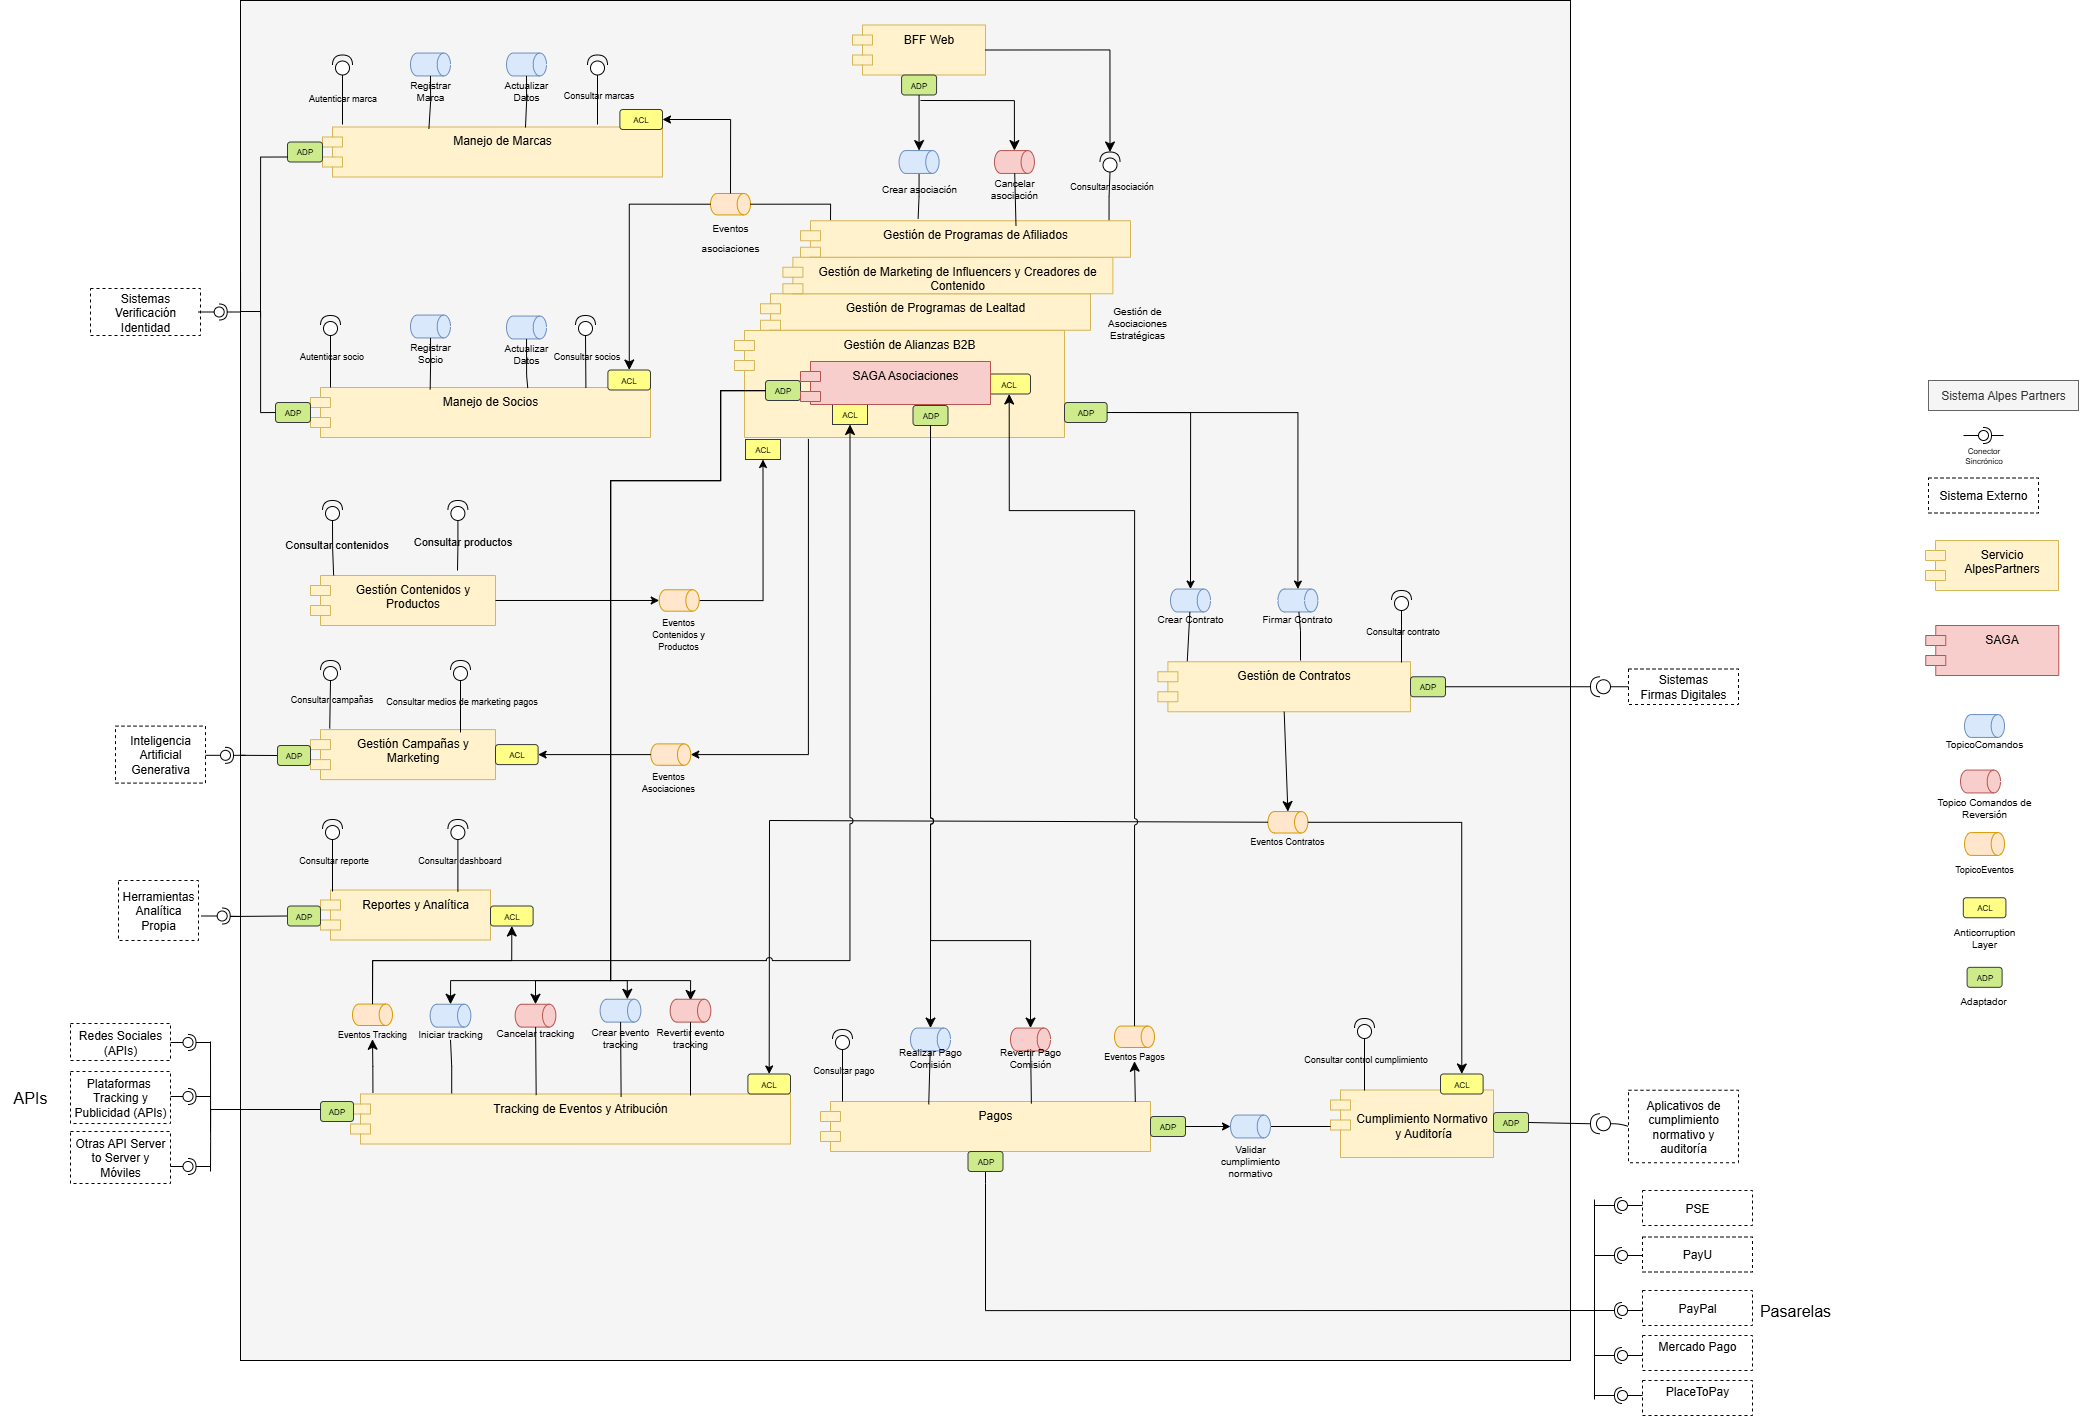 BFF Web
ADP
Autenticar marca
Registrar
Marca
Actualizar
Datos
Consultar marcas
ACL
ADP
Manejo de Marcas
Crear asociación
Cancelar
asociación
Consultar asociación
Eventos
asociaciones
Gestión de Programas de Afiliados
Gestión de Marketing de Influencers y Creadores de
Contenido
Gestión de Programas de Lealtad
Gestión de
Asociaciones
Estratégicas
Gestión de Alianzas B2B
SAGA Asociaciones
ADP
ACL
ACL
ADP
ADP
ACL
Sistemas
Verificación
Identidad
Autenticar socio
Registrar
Socio
Actualizar
Datos
Consultar socios
ACL
ADP
Manejo de Socios
Consultar contenidos
Consultar productos
Gestión Contenidos y
Productos
Eventos
Contenidos y
Productos
Crear Contrato
Firmar Contrato
Consultar contrato
Gestión de Contratos
ADP
Sistemas
Firmas Digitales
Consultar campañas
Consultar medios de marketing pagos
Inteligencia
Artificial
Generativa
ADP
Gestión Campañas y
Marketing
ACL
Eventos
Asociaciones
Eventos Contratos
Consultar reporte
Consultar dashboard
Herramientas
Analítica
Propia
ADP
Reportes y Analítica
ACL
Eventos Tracking
Iniciar tracking
Cancelar tracking
Crear evento
tracking
Revertir evento
tracking
APIs
Redes Sociales
(APIs)
Plataformas
Tracking y
Publicidad (APIs)
Otras API Server
to Server y
Móviles
ADP
Tracking de Eventos y Atribución
ACL
Consultar pago
Realizar Pago
Comisión
Revertir Pago
Comisión
Eventos Pagos
Pagos
ADP
ADP
Validar
cumplimiento
normativo
Consultar control cumplimiento
ACL
Cumplimiento Normativo
y Auditoría
ADP
Aplicativos de
cumplimiento
normativo y
auditoría
PSE
PayU
PayPal
Pasarelas
Mercado Pago
PlaceToPay
Sistema Alpes Partners
Conector
Sincrónico
Sistema Externo
Servicio
AlpesPartners
SAGA
TopicoComandos
Topico Comandos de
Reversión
TopicoEventos
ACL
Anticorruption
Layer
ADP
Adaptador